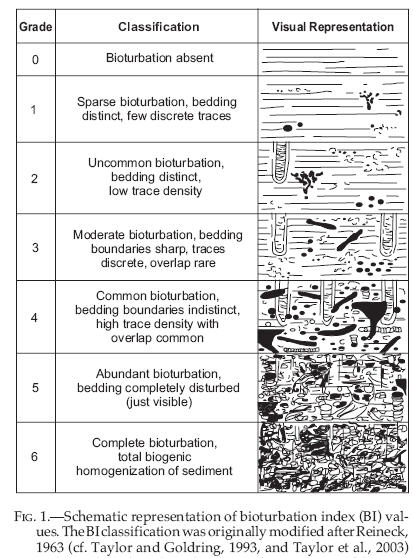 Grade Classification Visual Representation
0 Bioturbation absent
1 Sparse bioturbation, bedding
distinct, few discrete traces
2 Uncommon bioturbation,
bedding distinct,
low trace density
3 Moderate bioturbation, bedding
boundaries sharp, traces
discrete, overlap rare
4 Common bioturbation,
bedding boundaries indistinct,
high trace density with
overlap common
5 Abundant bioturbation,
bedding completely disturbed
(just visible)
6 Complete bioturbation,
total biogenic
homogenization of sediment
FIG. 1.—Schematic representation of bioturbation index (BI) val-
ues. The BI classification was originally modified after Reineck,
1963 (cf. Taylor and Goldring, 1993, and Taylor et al., 2003)